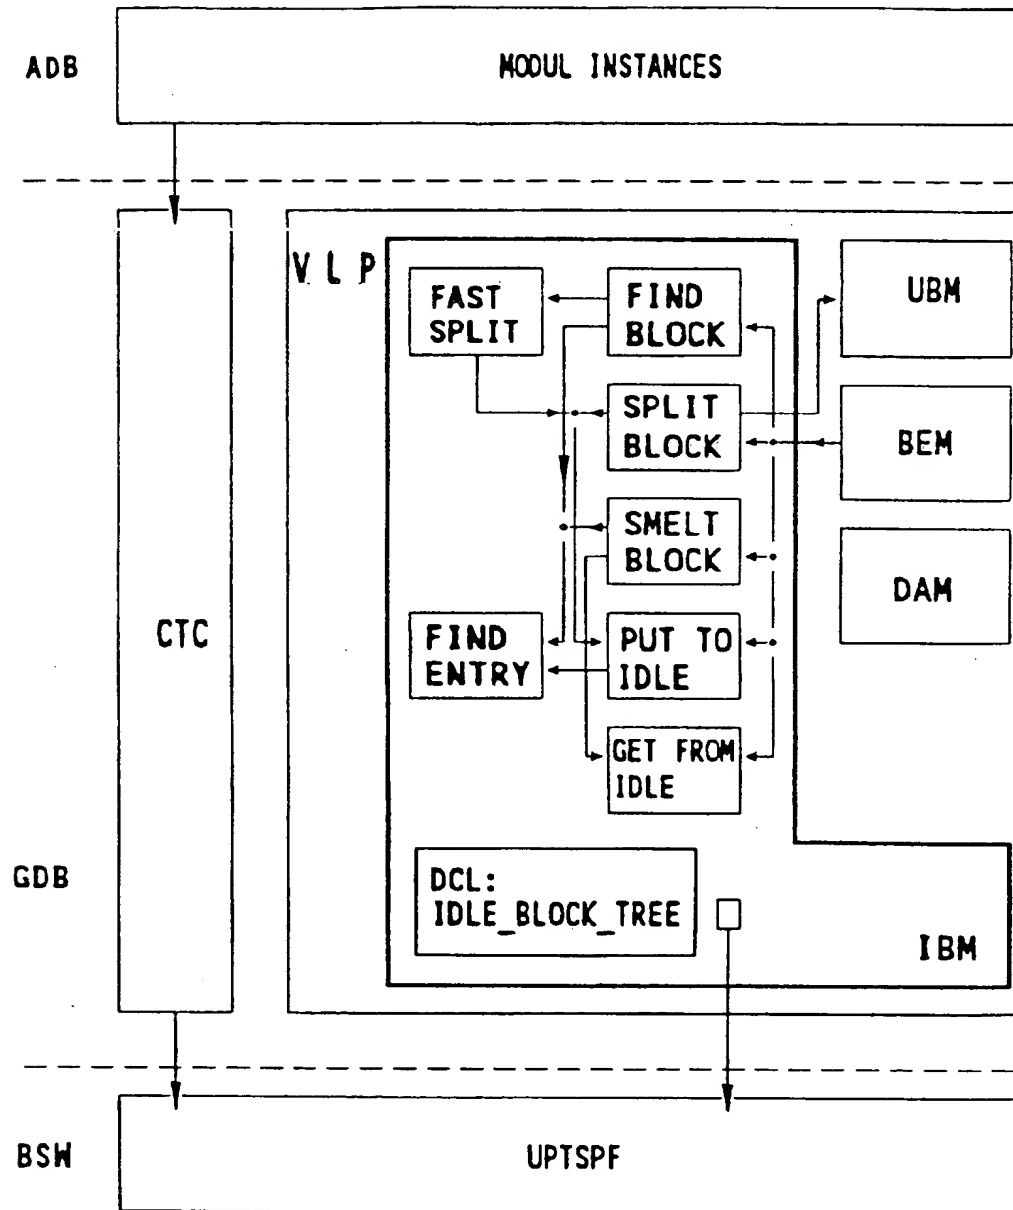 ADB
MODUL INSTANCES
V L P
FAST
SPLIT
FIND
BLOCK
UBM
SPLIT
BLOCK
BEM
SMELT
BLOCK
DAM
CTC
FIND
ENTRY
PUT TO
IDLE
GET FROM
IDLE
GDB
DCL:
IDLE_BLOCK_TREE
IBM
BSW
UPTSPF